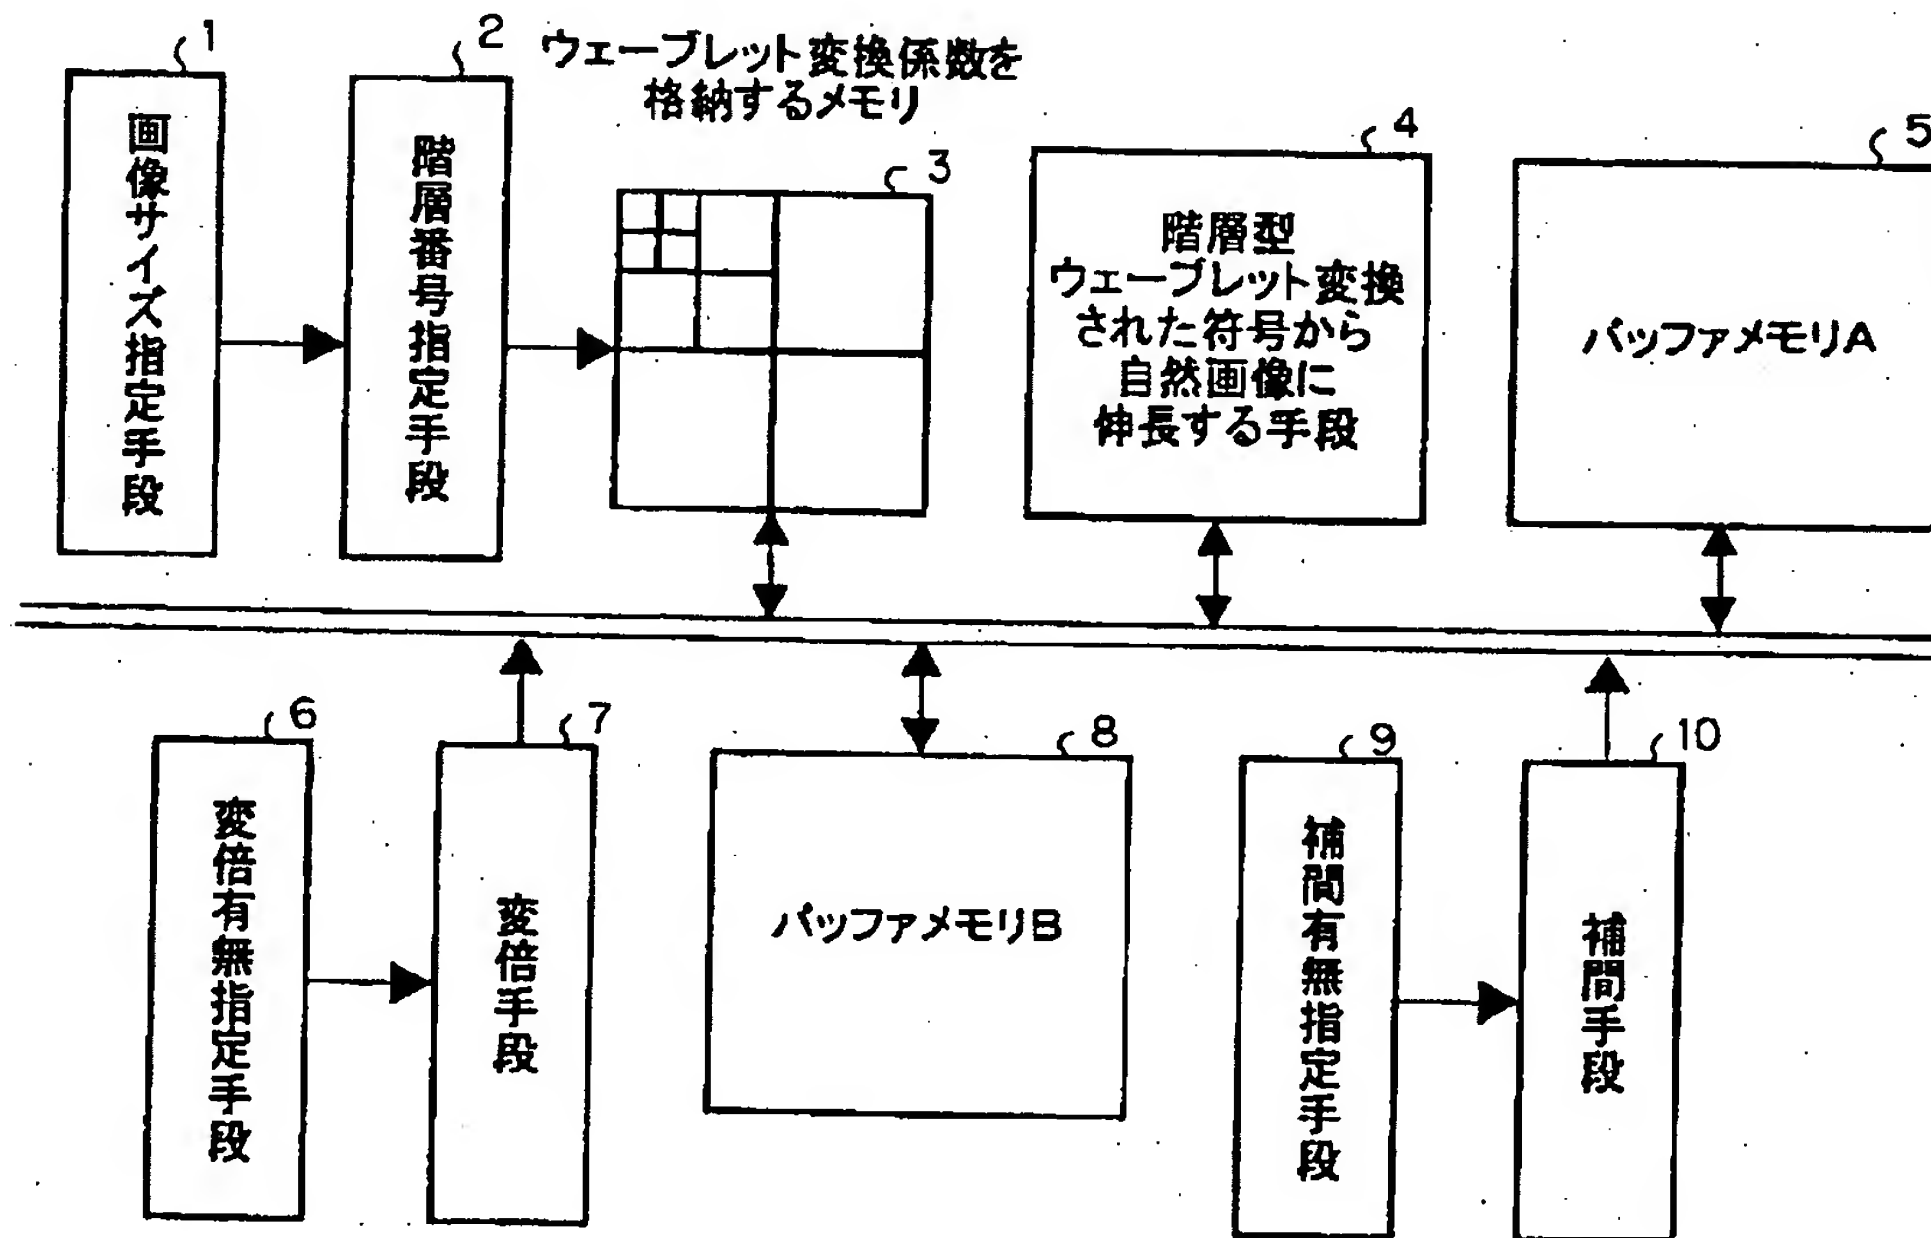 1
画像サイズ指定手段
2
階層番号指定手段
ウェーブレット変換係数を
格納するメモリ
3
4
階層型
ウェーブレット変換
された符号から
自然画像に
伸長する手段
5
バッファメモリA
6
変倍有無指定手段
7
変倍手段
8
バッファメモリB
9
補間有無指定手段
10
補間手段